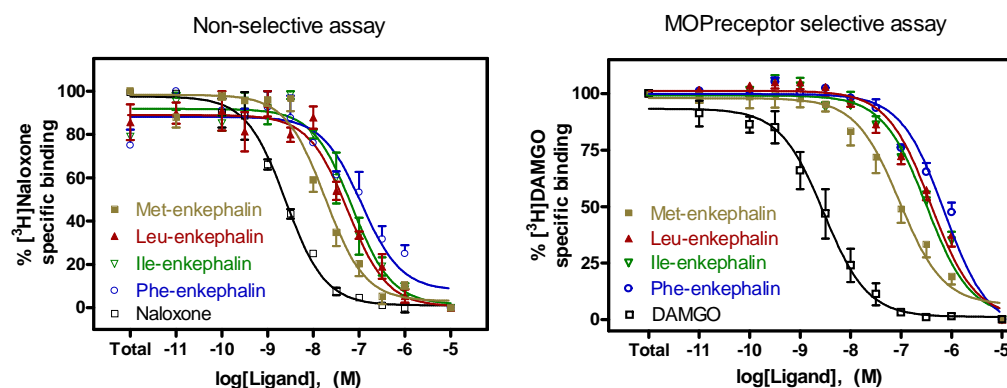 Non-selective assay
% [³H]Naloxone
specific binding
100
80
60
40
20
0
Met-enkephalin
Leu-enkephalin
Ile-enkephalin
Phe-enkephalin
Naloxone
Total -11 -10 -9 -8 -7 -6 -5
log[Ligand], (M)
MOPreceptor selective assay
% [³H]DAMGO
specific binding
100
75
50
25
0
Met-enkephalin
Leu-enkephalin
Ile-enkephalin
Phe-enkephalin
DAMGO
Total -11 -10 -9 -8 -7 -6 -5
log[Ligand], (M)